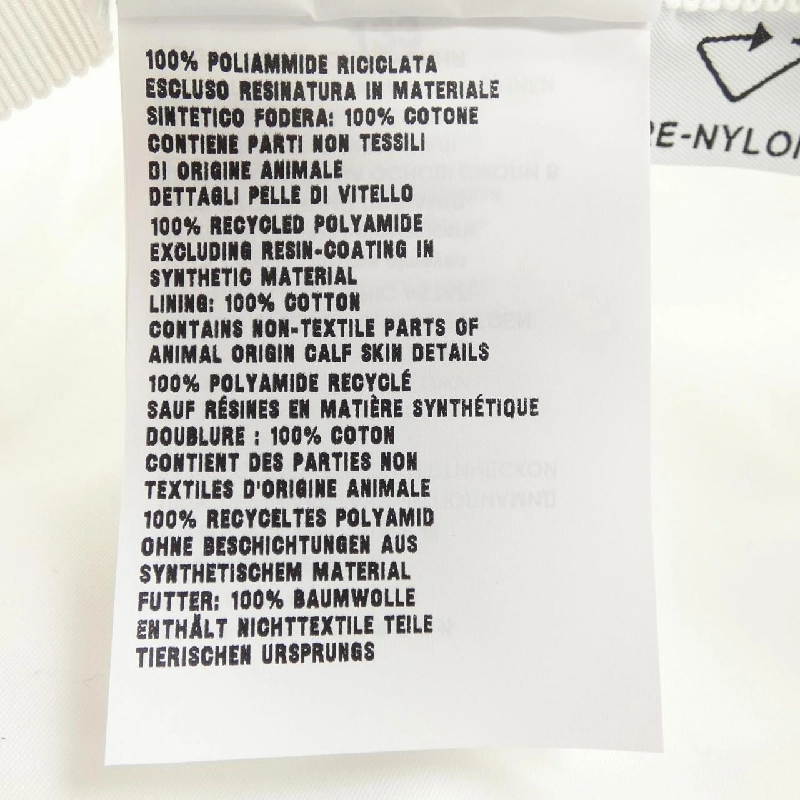 100% POLIAMMIDE RICICLATA
ESCLUSO RESINATURA IN MATERIALE
SINTETICO FODERA: 100% COTONE
CONTIENE PARTI NON TESSILI
DI ORIGINE ANIMALE
DETTAGLI PELLE DI VITELLO
100% RECYCLED POLYAMIDE
EXCLUDING RESIN-COATING IN
SYNTHETIC MATERIAL
LINING: 100% COTTON
CONTAINS NON-TEXTILE PARTS OF
ANIMAL ORIGIN CALF SKIN DETAILS
100% POLYAMIDE RECYCLÉ
SAUF RÉSINES EN MATIÈRE SYNTHÉTIQUE
DOUBLURE : 100% COTON
CONTIENT DES PARTIES NON
TEXTILES D'ORIGINE ANIMALE
100% RECYCELTES POLYAMID
OHNE BESCHICHTUNGEN AUS
SYNTHETISCHEM MATERIAL
FUTTER: 100% BAUMWOLLE
ENTHÄLT NICHTTEXTILE TEILE
TIERISCHEN URSPRUNGS
RE-NYLON